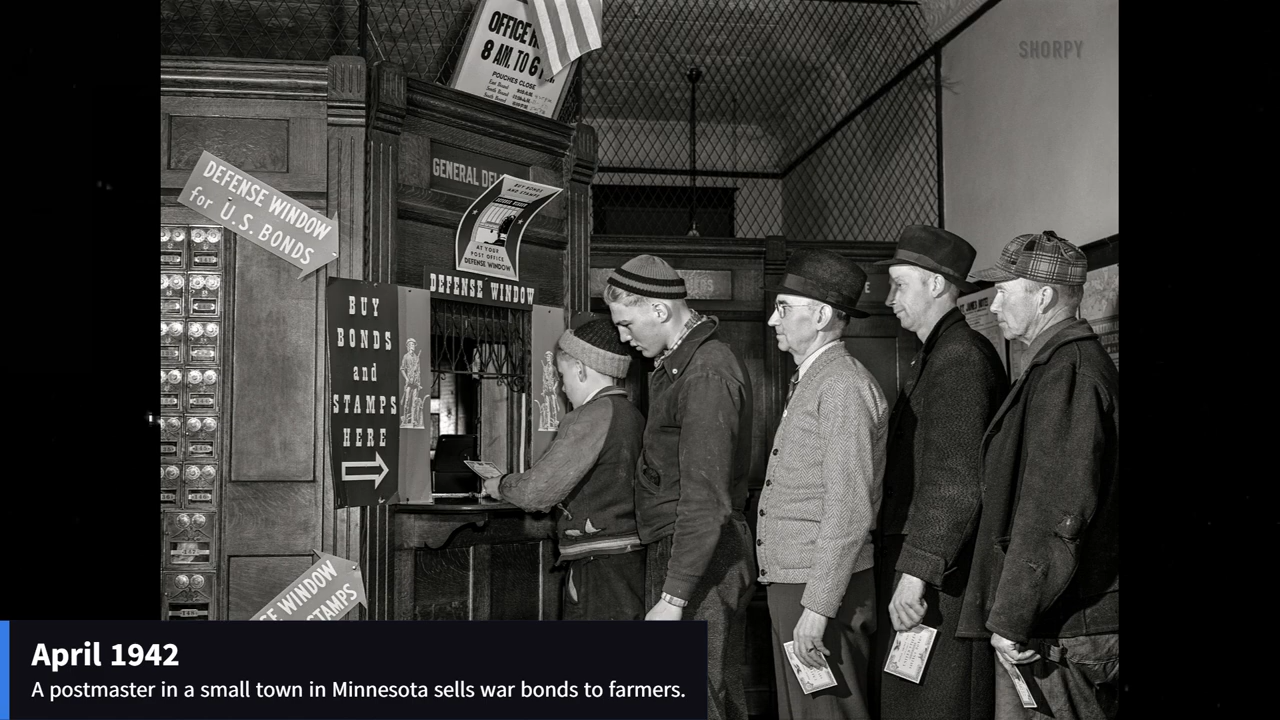 OFFICE
8 A.M. TO 6
POUCHES CLOSE
SHORPY
GENERAL DEL
DEFENSE WINDOW
for U.S. BONDS
BUY BONDS
AND STAMPS
AT YOUR
POST OFFICE
DEFENSE WINDOW
DEFENSE WINDOW
BUY
BONDS
and
STAMPS
HERE
SE WINDOW
STAMPS
April 1942
A postmaster in a small town in Minnesota sells war bonds to farmers.